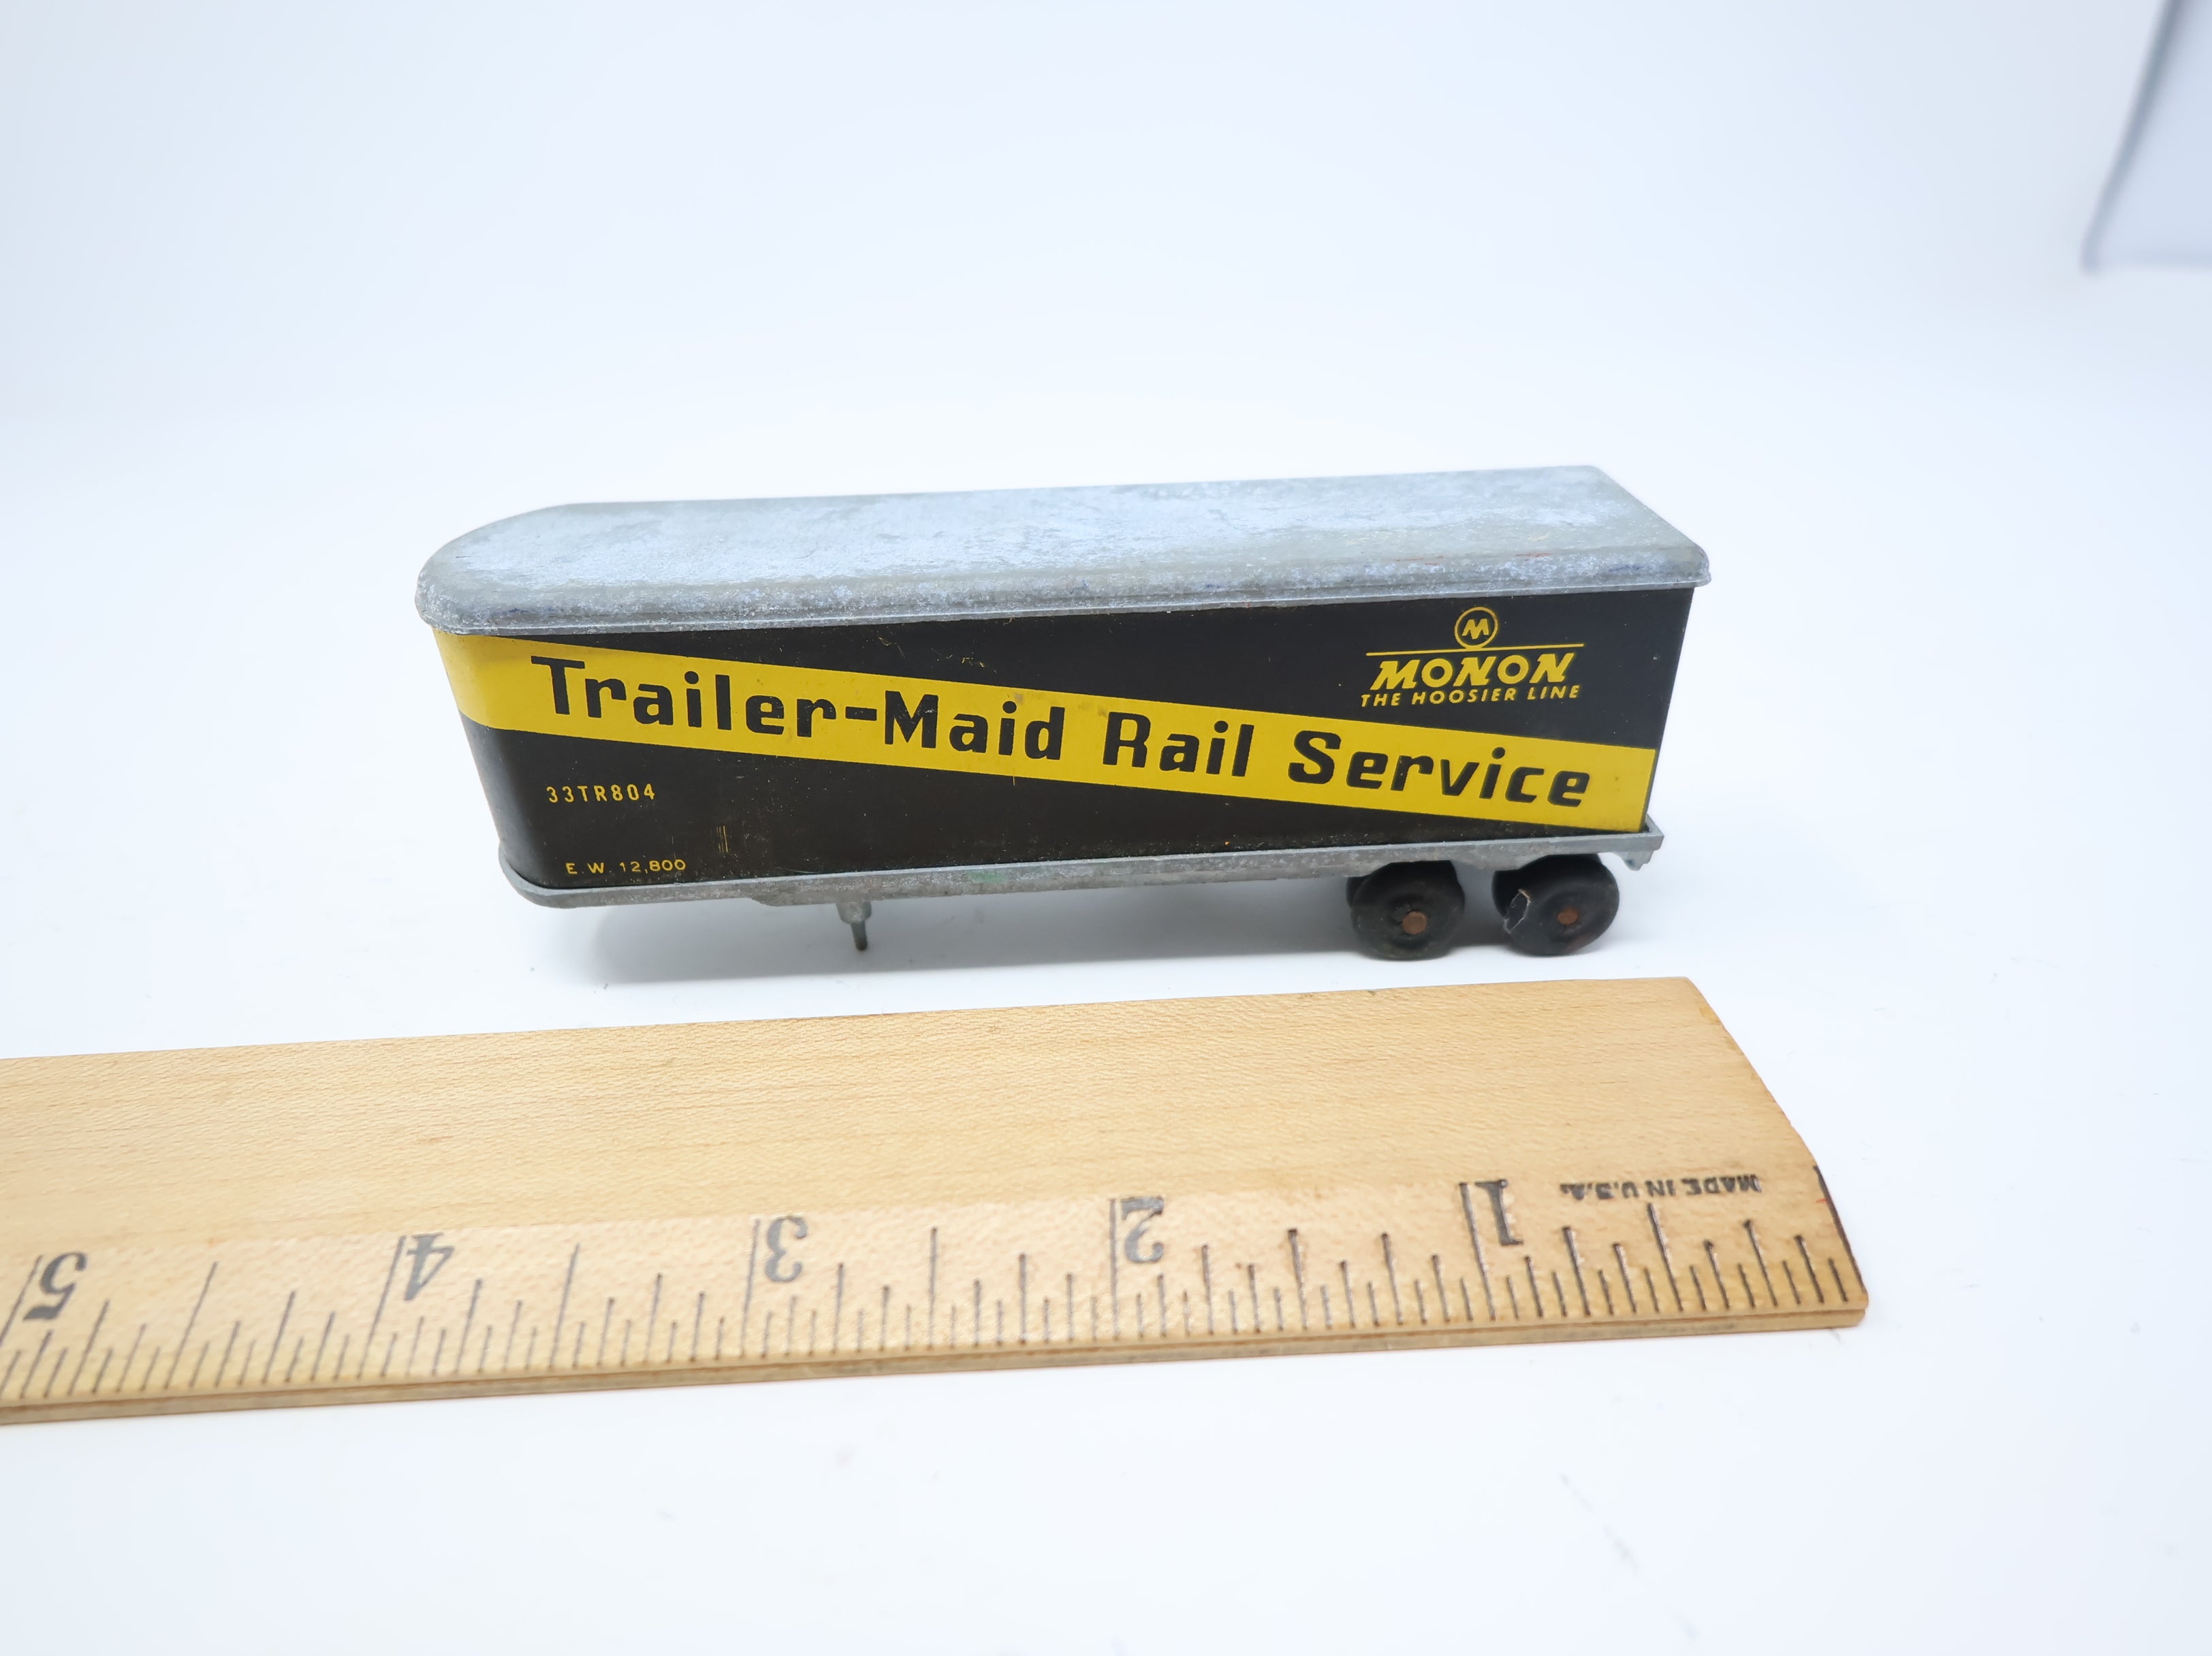 M
MONON
THE HOOSIER LINE
Trailer-Maid Rail Service
33TR804
E.W. 12,800
MADE IN U.S.A.
5 4 3 2 1